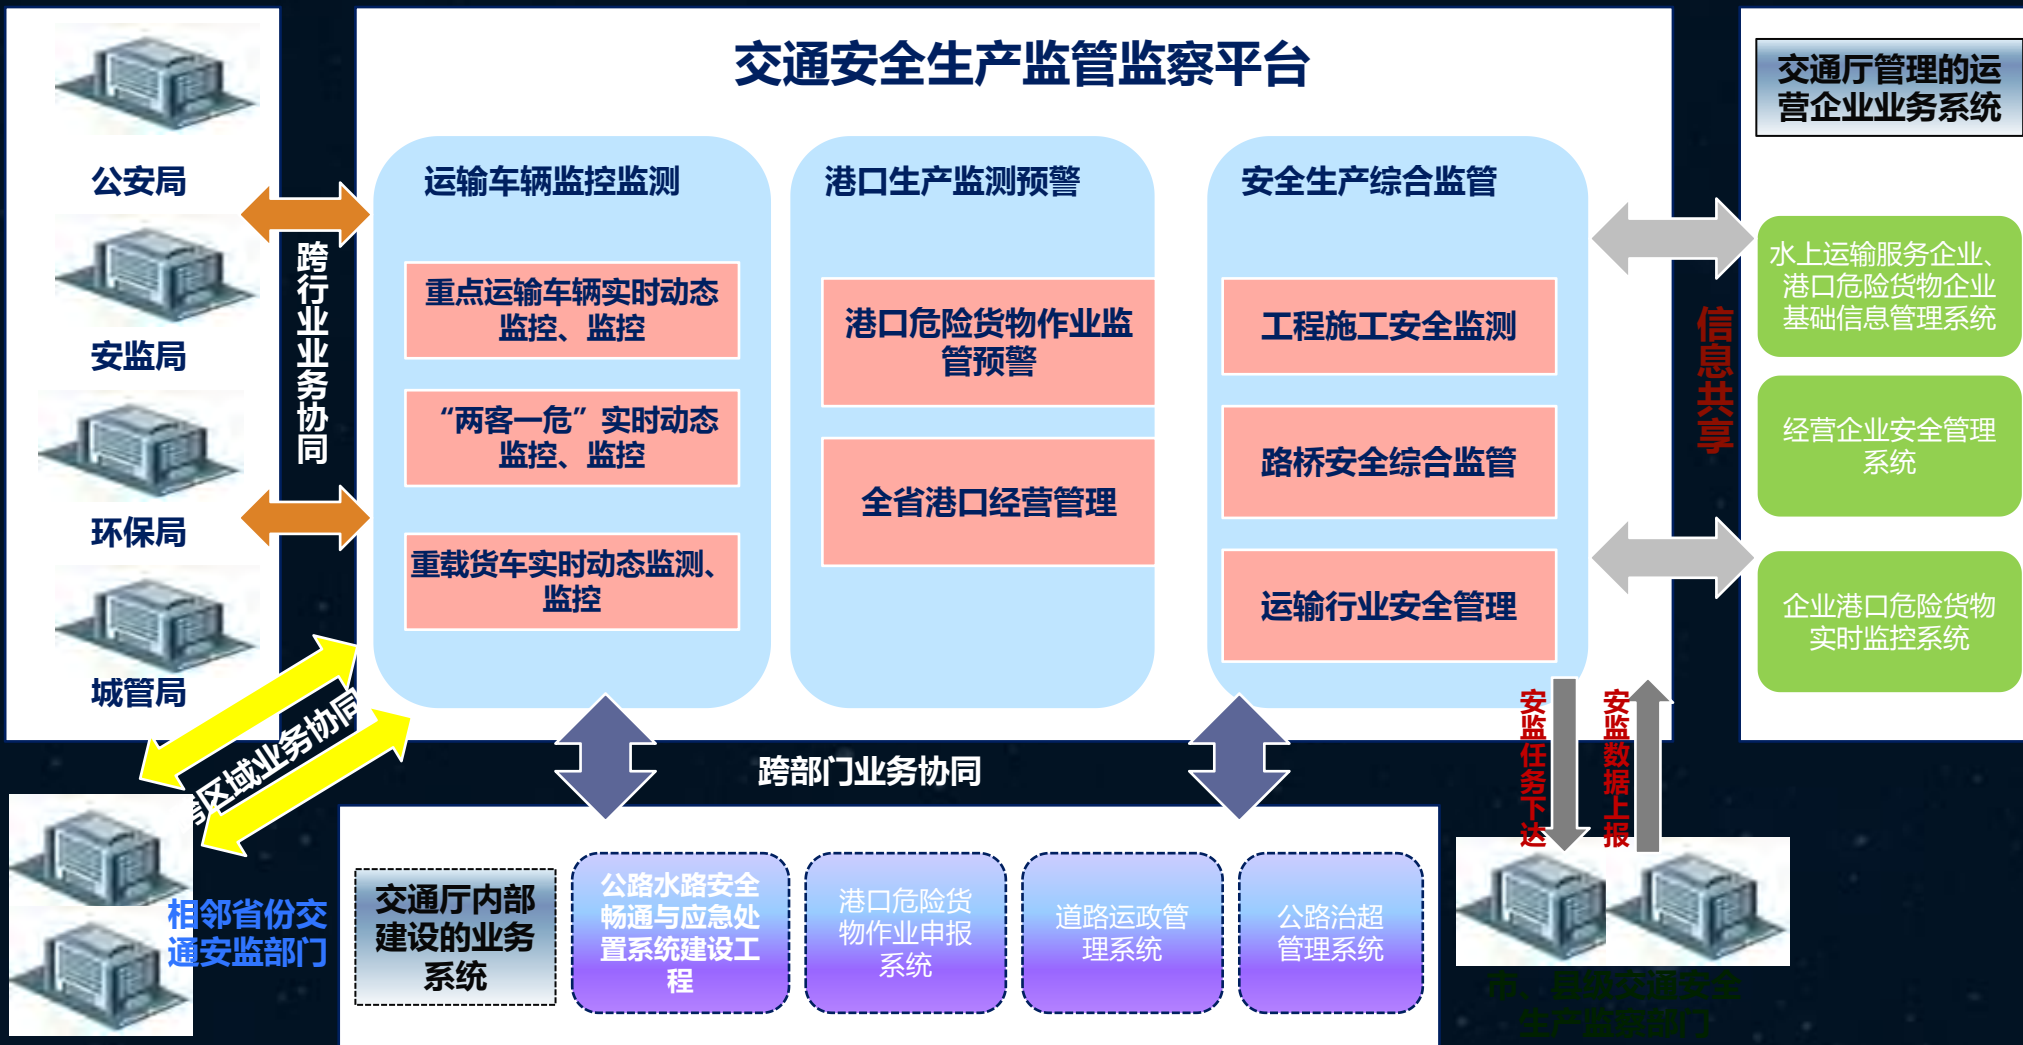 交通安全生产监管监察平台
公安局
安监局
环保局
城管局
跨行业业务协同
运输车辆监控监测
重点运输车辆实时动态
监控、监控
“两客一危”实时动态
监控、监控
重载货车实时动态监测、
监控
港口生产监测预警
港口危险货物作业监
管预警
全省港口经营管理
安全生产综合监管
工程施工安全监测
路桥安全综合监管
运输行业安全管理
信息共享
交通厅管理的运
营企业业务系统
水上运输服务企业、
港口危险货物企业
基础信息管理系统
经营企业安全管理
系统
企业港口危险货物
实时监控系统
跨区域业务协同
相邻省份交
通安监部门
跨部门业务协同
安监任务下达
安监数据上报
交通厅内部
建设的业务
系统
公路水路安全
畅通与应急处
置系统建设工
程
港口危险货
物作业申报
系统
道路运政管
理系统
公路治超
管理系统
市、县级交通安全
生产监察部门